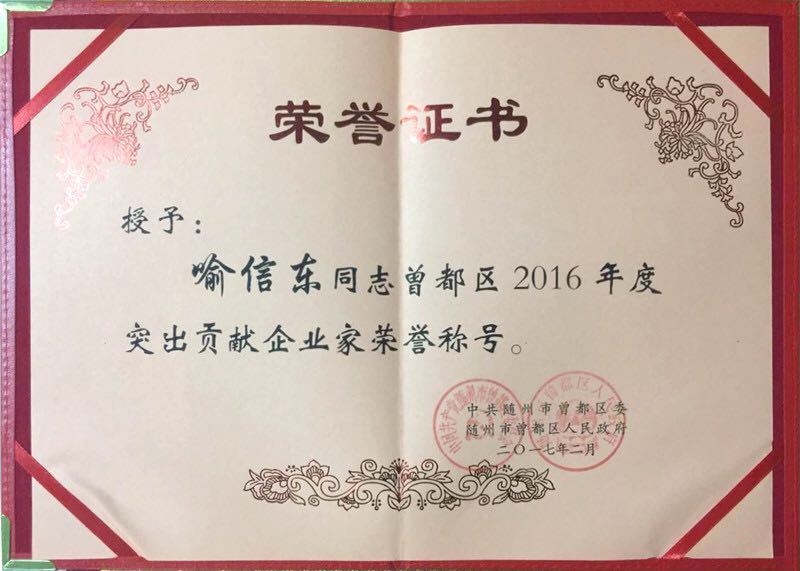 荣誉证书
授予：
喻信东同志曾都区2016年度
突出贡献企业家荣誉称号。
中共随州市曾都区委
随州市曾都区人民政府
二〇一七年二月